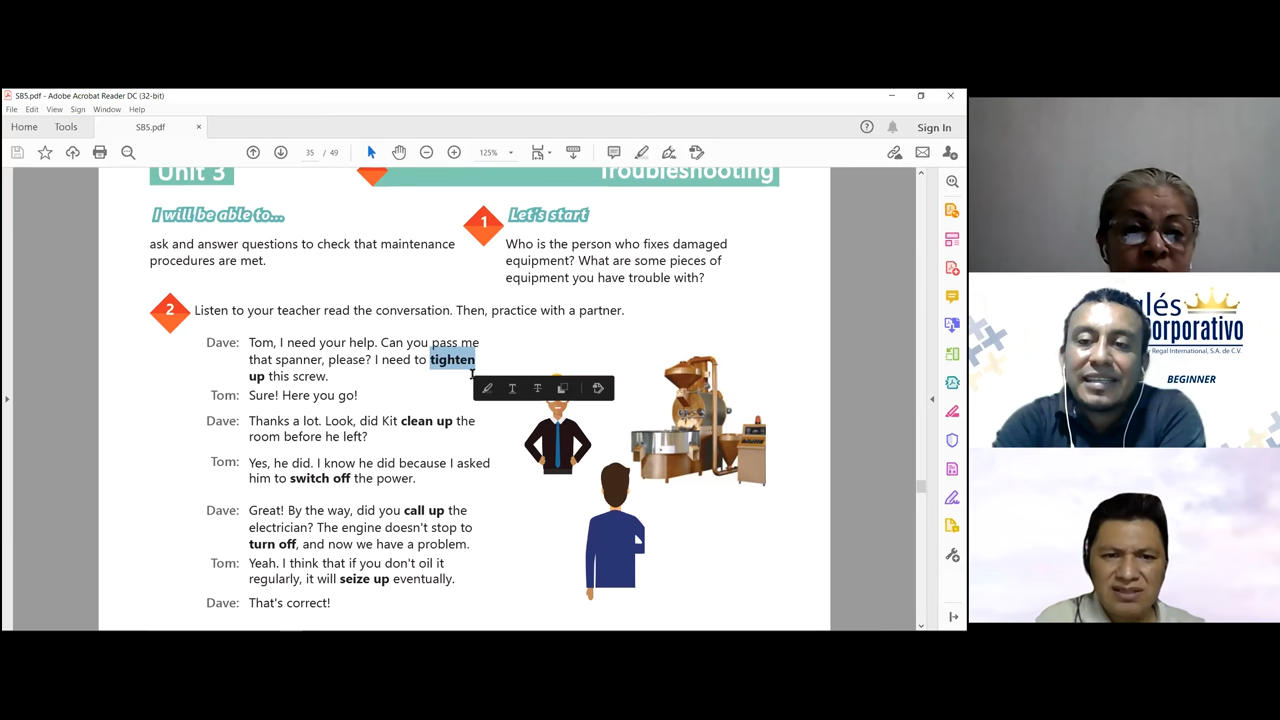 SB5.pdf - Adobe Acrobat Reader DC (32-bit)
File Edit View Sign Window Help
Home Tools SB5.pdf × Sign In
35 / 49 125%
Unit 3 Troubleshooting
I will be able to...
ask and answer questions to check that maintenance
procedures are met.
1 Let's start
Who is the person who fixes damaged
equipment? What are some pieces of
equipment you have trouble with?
2 Listen to your teacher read the conversation. Then, practice with a partner.
Dave: Tom, I need your help. Can you pass me
that spanner, please? I need to tighten
up this screw.
Tom: Sure! Here you go!
Dave: Thanks a lot. Look, did Kit clean up the
room before he left?
Tom: Yes, he did. I know he did because I asked
him to switch off the power.
Dave: Great! By the way, did you call up the
electrician? The engine doesn't stop to
turn off, and now we have a problem.
Tom: Yeah. I think that if you don't oil it
regularly, it will seize up eventually.
Dave: That's correct!
glés
orporativo
y Regal International, S.A. de C.V.
BEGINNER